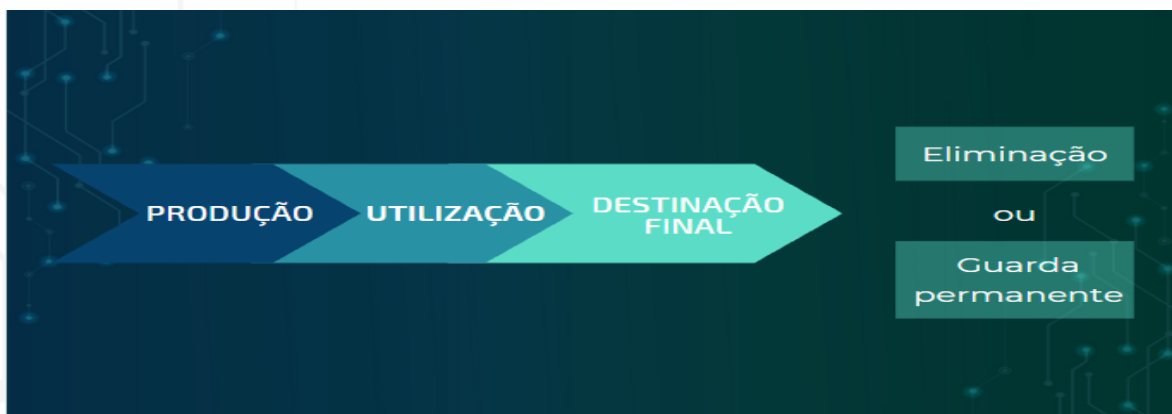 PRODUÇÃO
UTILIZAÇÃO
DESTINAÇÃO
FINAL
Eliminação
ou
Guarda
permanente